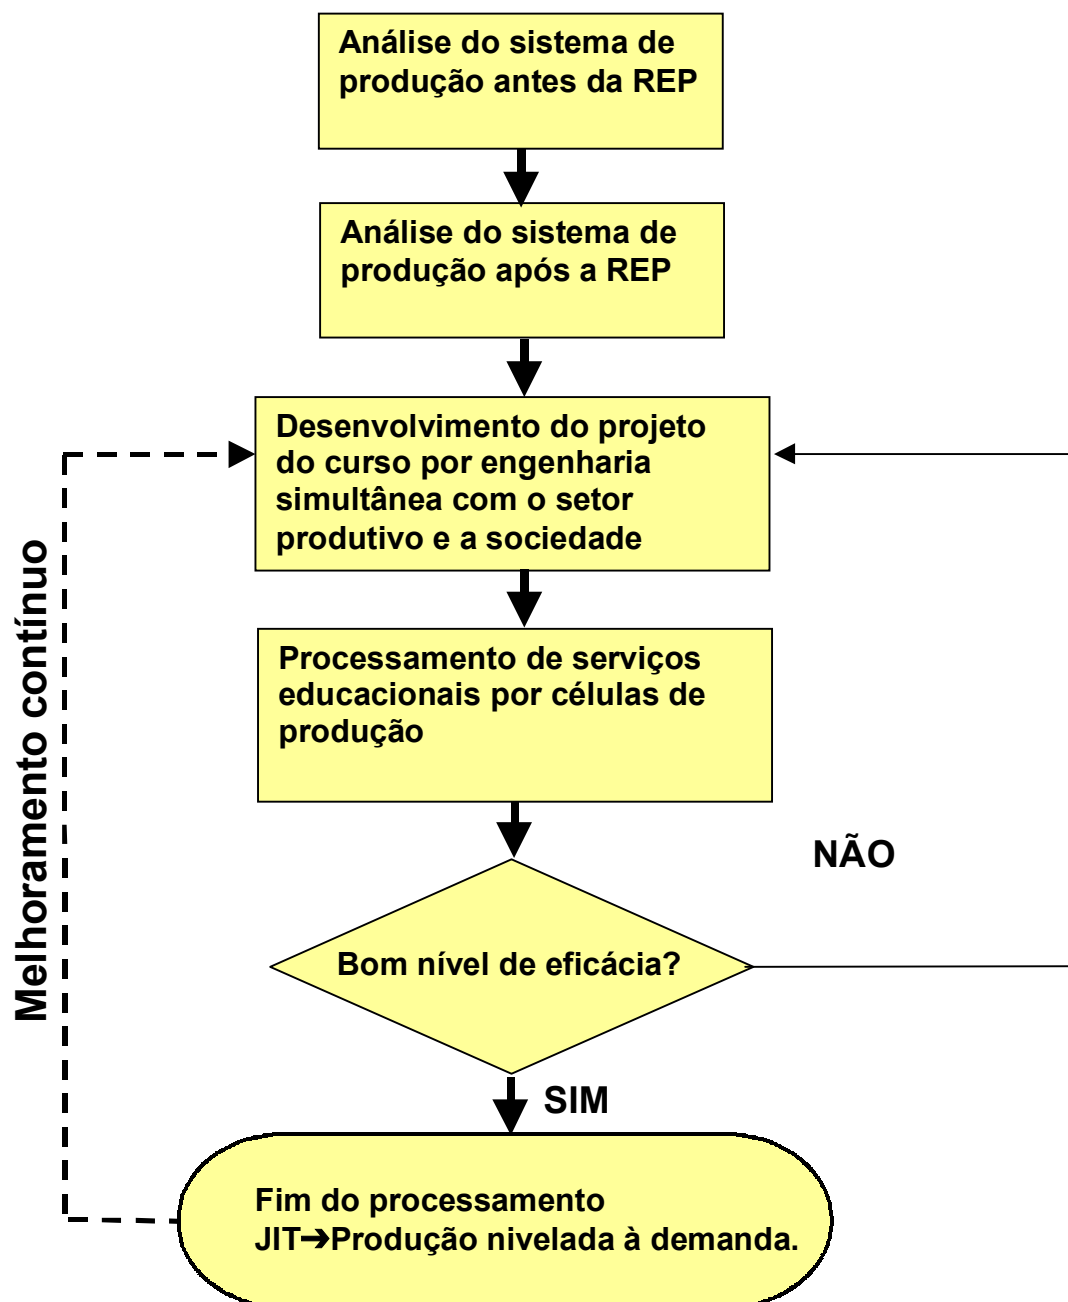 Análise do sistema de
produção antes da REP
Análise do sistema de
produção após a REP
Desenvolvimento do projeto
do curso por engenharia
simultânea com o setor
produtivo e a sociedade
Melhoramento contínuo
Processamento de serviços
educacionais por células de
produção
NÃO
Bom nível de eficácia?
SIM
Fim do processamento
JIT➔Produção nivelada à demanda.